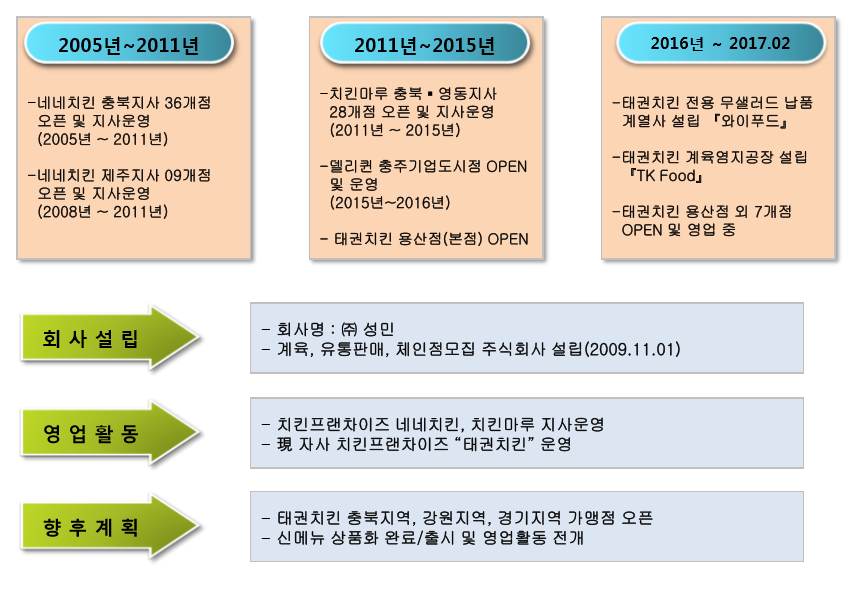 2005년~2011년
-네네치킨 충북지사 36개점
오픈 및 지사운영
(2005년 ~ 2011년)
-네네치킨 제주지사 09개점
오픈 및 지사운영
(2008년 ~ 2011년)
2011년~2015년
-치킨마루 충북▪영동지사
28개점 오픈 및 지사운영
(2011년 ~ 2015년)
-델리퀸 충주기업도시점 OPEN
및 운영
(2015년~2016년)
- 태권치킨 용산점(본점) OPEN
2016년 ~ 2017.02
-태권치킨 전용 무샐러드 납품
계열사 설립 『와이푸드』
-태권치킨 계육염지공장 설립
『TK Food』
-태권치킨 용산점 외 7개점
OPEN 및 영업 중
회 사 설 립
- 회사명 : ㈜ 성민
- 계육, 유통판매, 체인점모집 주식회사 설립(2009.11.01)
영 업 활 동
- 치킨프랜차이즈 네네치킨, 치킨마루 지사운영
- 現 자사 치킨프랜차이즈 “태권치킨” 운영
향 후 계 획
- 태권치킨 충북지역, 강원지역, 경기지역 가맹점 오픈
- 신메뉴 상품화 완료/출시 및 영업활동 전개